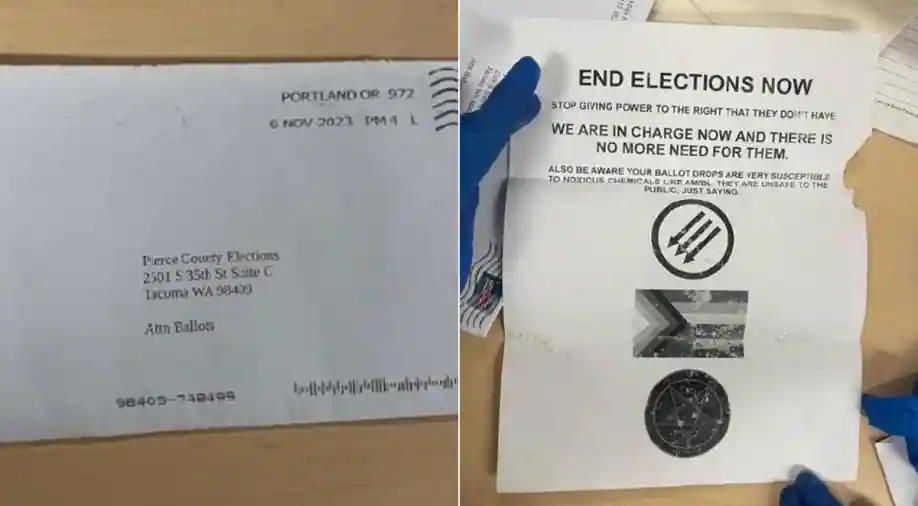 PORTLAND OR 972
6 NOV 2023 PM 4 L
Pierce County Elections
2501 S 35th St Suite C
Tacoma WA 98409
Attn Ballots
98409-748499
END ELECTIONS NOW
STOP GIVING POWER TO THE RIGHT THAT THEY DON'T HAVE
WE ARE IN CHARGE NOW AND THERE IS
NO MORE NEED FOR THEM.
ALSO BE AWARE YOUR BALLOT DROPS ARE VERY SUSCEPTIBLE
TO NOXIOUS CHEMICALS LIKE THEY ARE UNSAFE TO THE
PUBLIC, JUST SAYING.